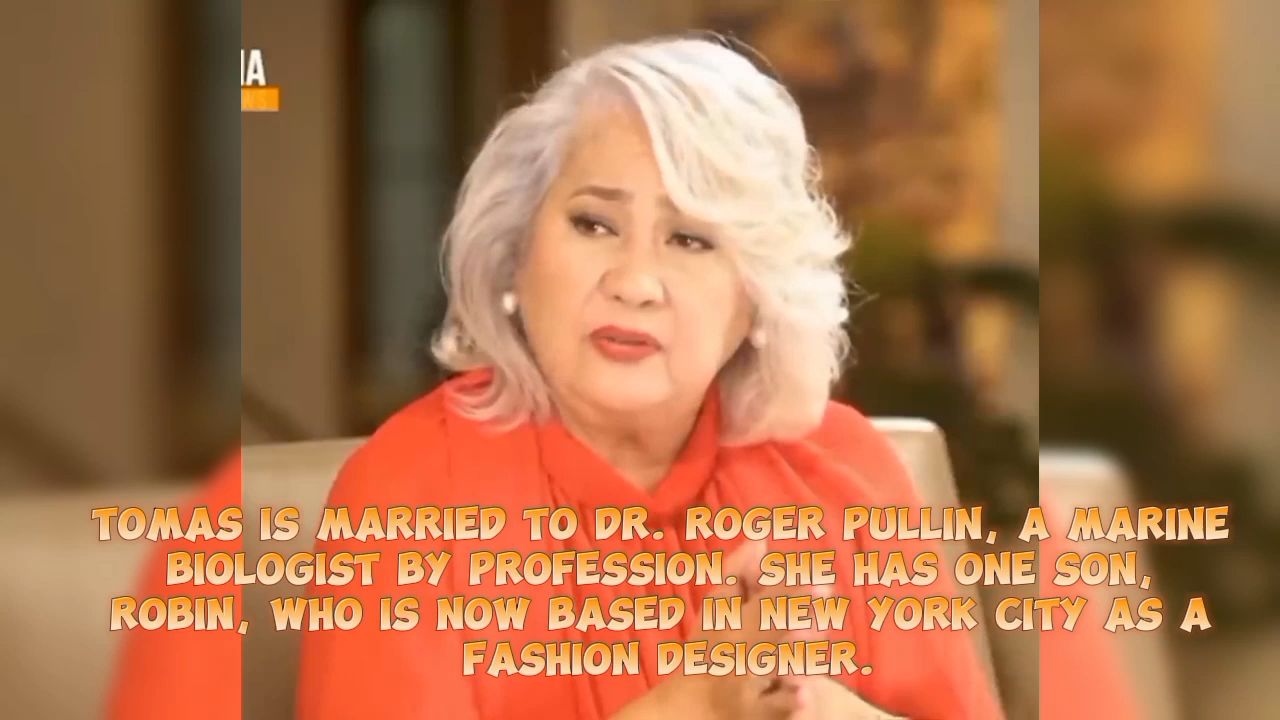 IA
TOMAS IS MARRIED TO DR. ROGER PULLIN, A MARINE
BIOLOGIST BY PROFESSION. SHE HAS ONE SON,
ROBIN, WHO IS NOW BASED IN NEW YORK CITY AS A
FASHION DESIGNER.